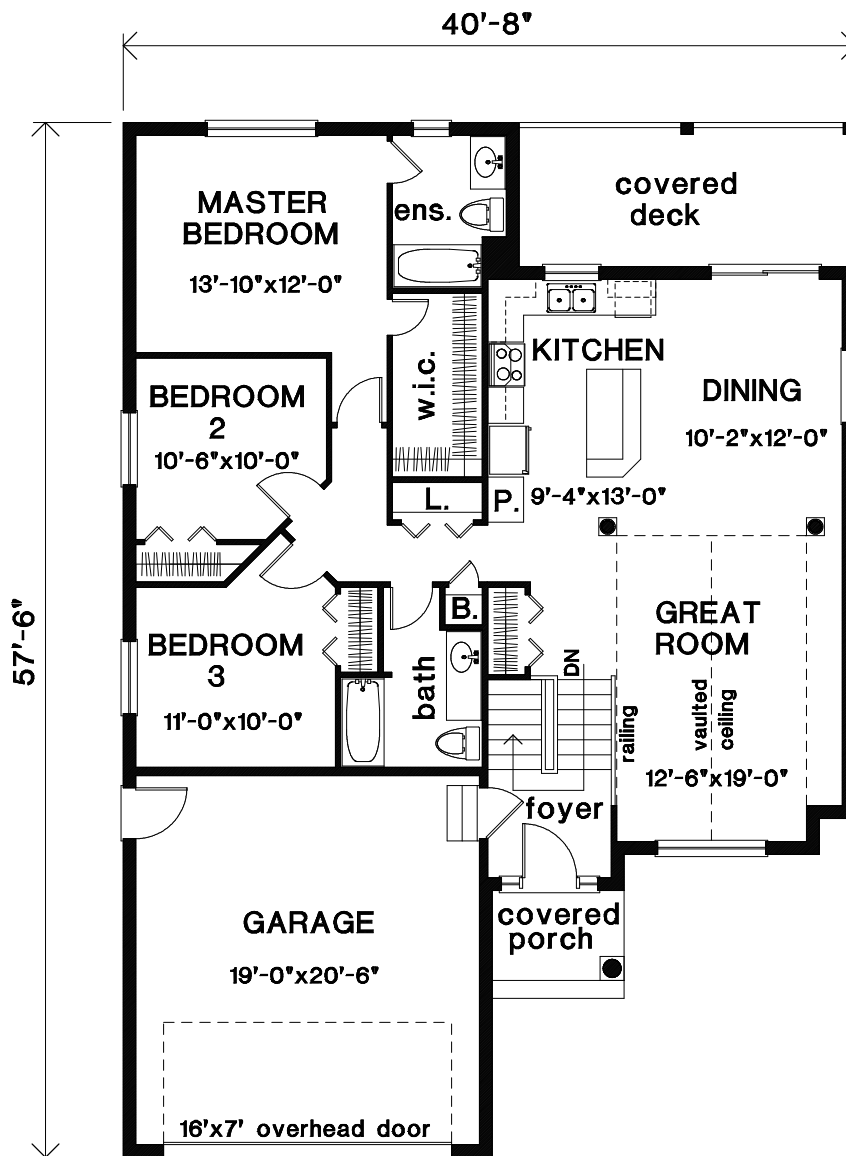 40'-8"
57'-6"
covered
deck
MASTER
BEDROOM
13'-10"x12'-0"
ens.
w.i.c.
KITCHEN
9'-4"x13'-0"
DINING
10'-2"x12'-0"
BEDROOM
2
10'-6"x10'-0"
L.
P.
B.
BEDROOM
3
11'-0"x10'-0"
bath
GREAT
ROOM
DN
railing
vaulted
ceiling
12'-6"x19'-0"
foyer
covered
porch
GARAGE
19'-0"x20'-6"
16'x7' overhead door